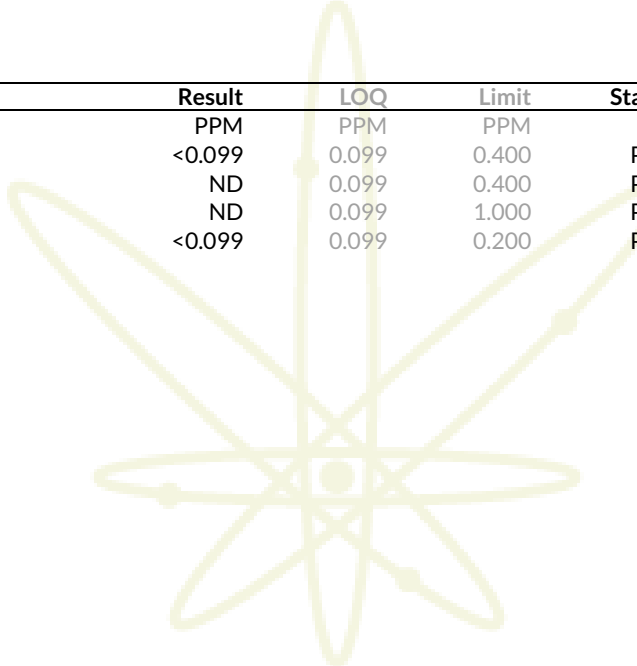 Result LOQ Limit Sta
PPM PPM PPM
<0.099 0.099 0.400 P
ND 0.099 0.400 P
ND 0.099 1.000 P
<0.099 0.099 0.200 P